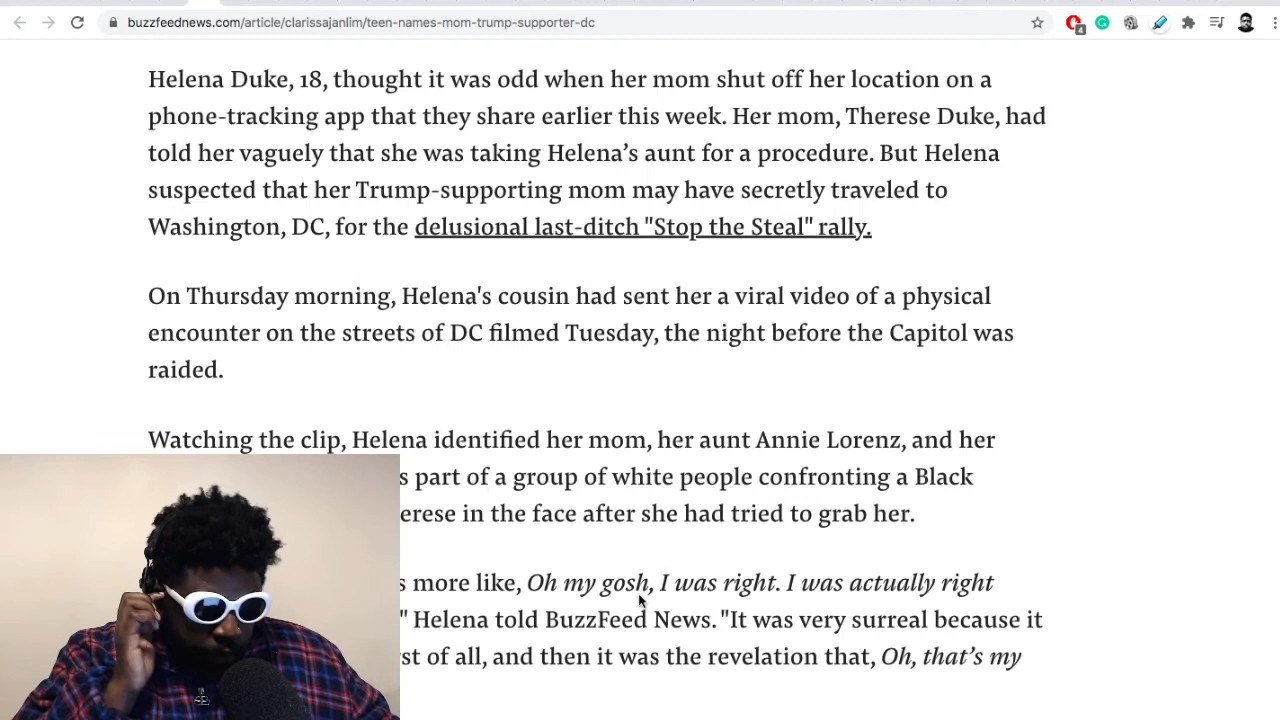 buzzfeednews.com/article/clarissajanlim/teen-names-mom-trump-supporter-dc
4
Helena Duke, 18, thought it was odd when her mom shut off her location on a
phone-tracking app that they share earlier this week. Her mom, Therese Duke, had
told her vaguely that she was taking Helena’s aunt for a procedure. But Helena
suspected that her Trump-supporting mom may have secretly traveled to
Washington, DC, for the delusional last-ditch "Stop the Steal" rally.
On Thursday morning, Helena's cousin had sent her a viral video of a physical
encounter on the streets of DC filmed Tuesday, the night before the Capitol was
raided.
Watching the clip, Helena identified her mom, her aunt Annie Lorenz, and her
s part of a group of white people confronting a Black
erese in the face after she had tried to grab her.
s more like, Oh my gosh, I was right. I was actually right
" Helena told BuzzFeed News. "It was very surreal because it
rst of all, and then it was the revelation that, Oh, that’s my